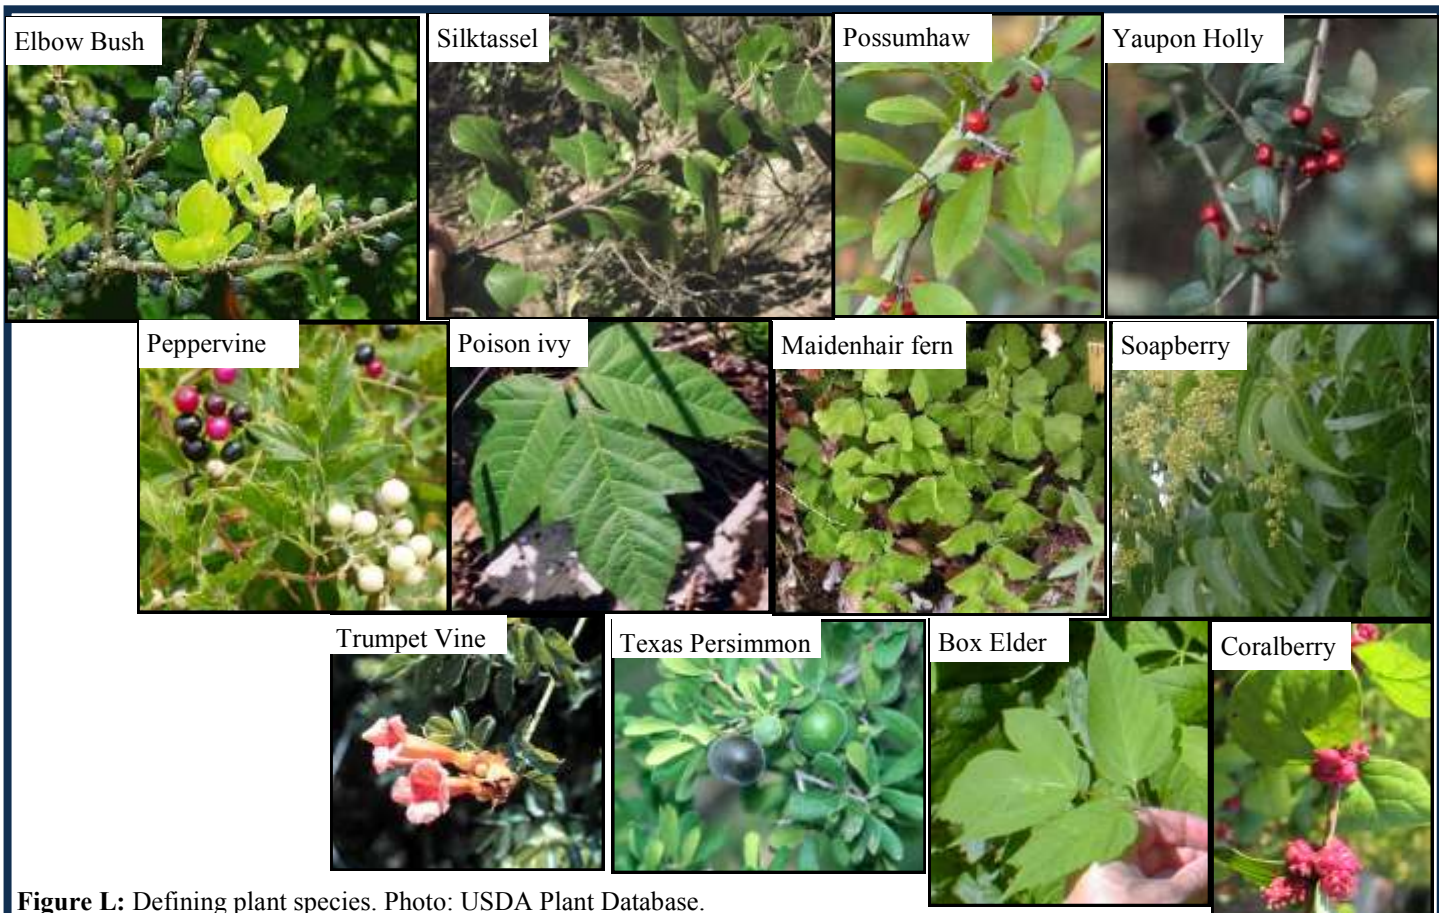 Elbow Bush
Silktassel
Possumhaw
Yaupon Holly
Peppervine
Poison ivy
Maidenhair fern
Soapberry
Trumpet Vine
Texas Persimmon
Box Elder
Coralberry
Figure L: Defining plant species. Photo: USDA Plant Database.